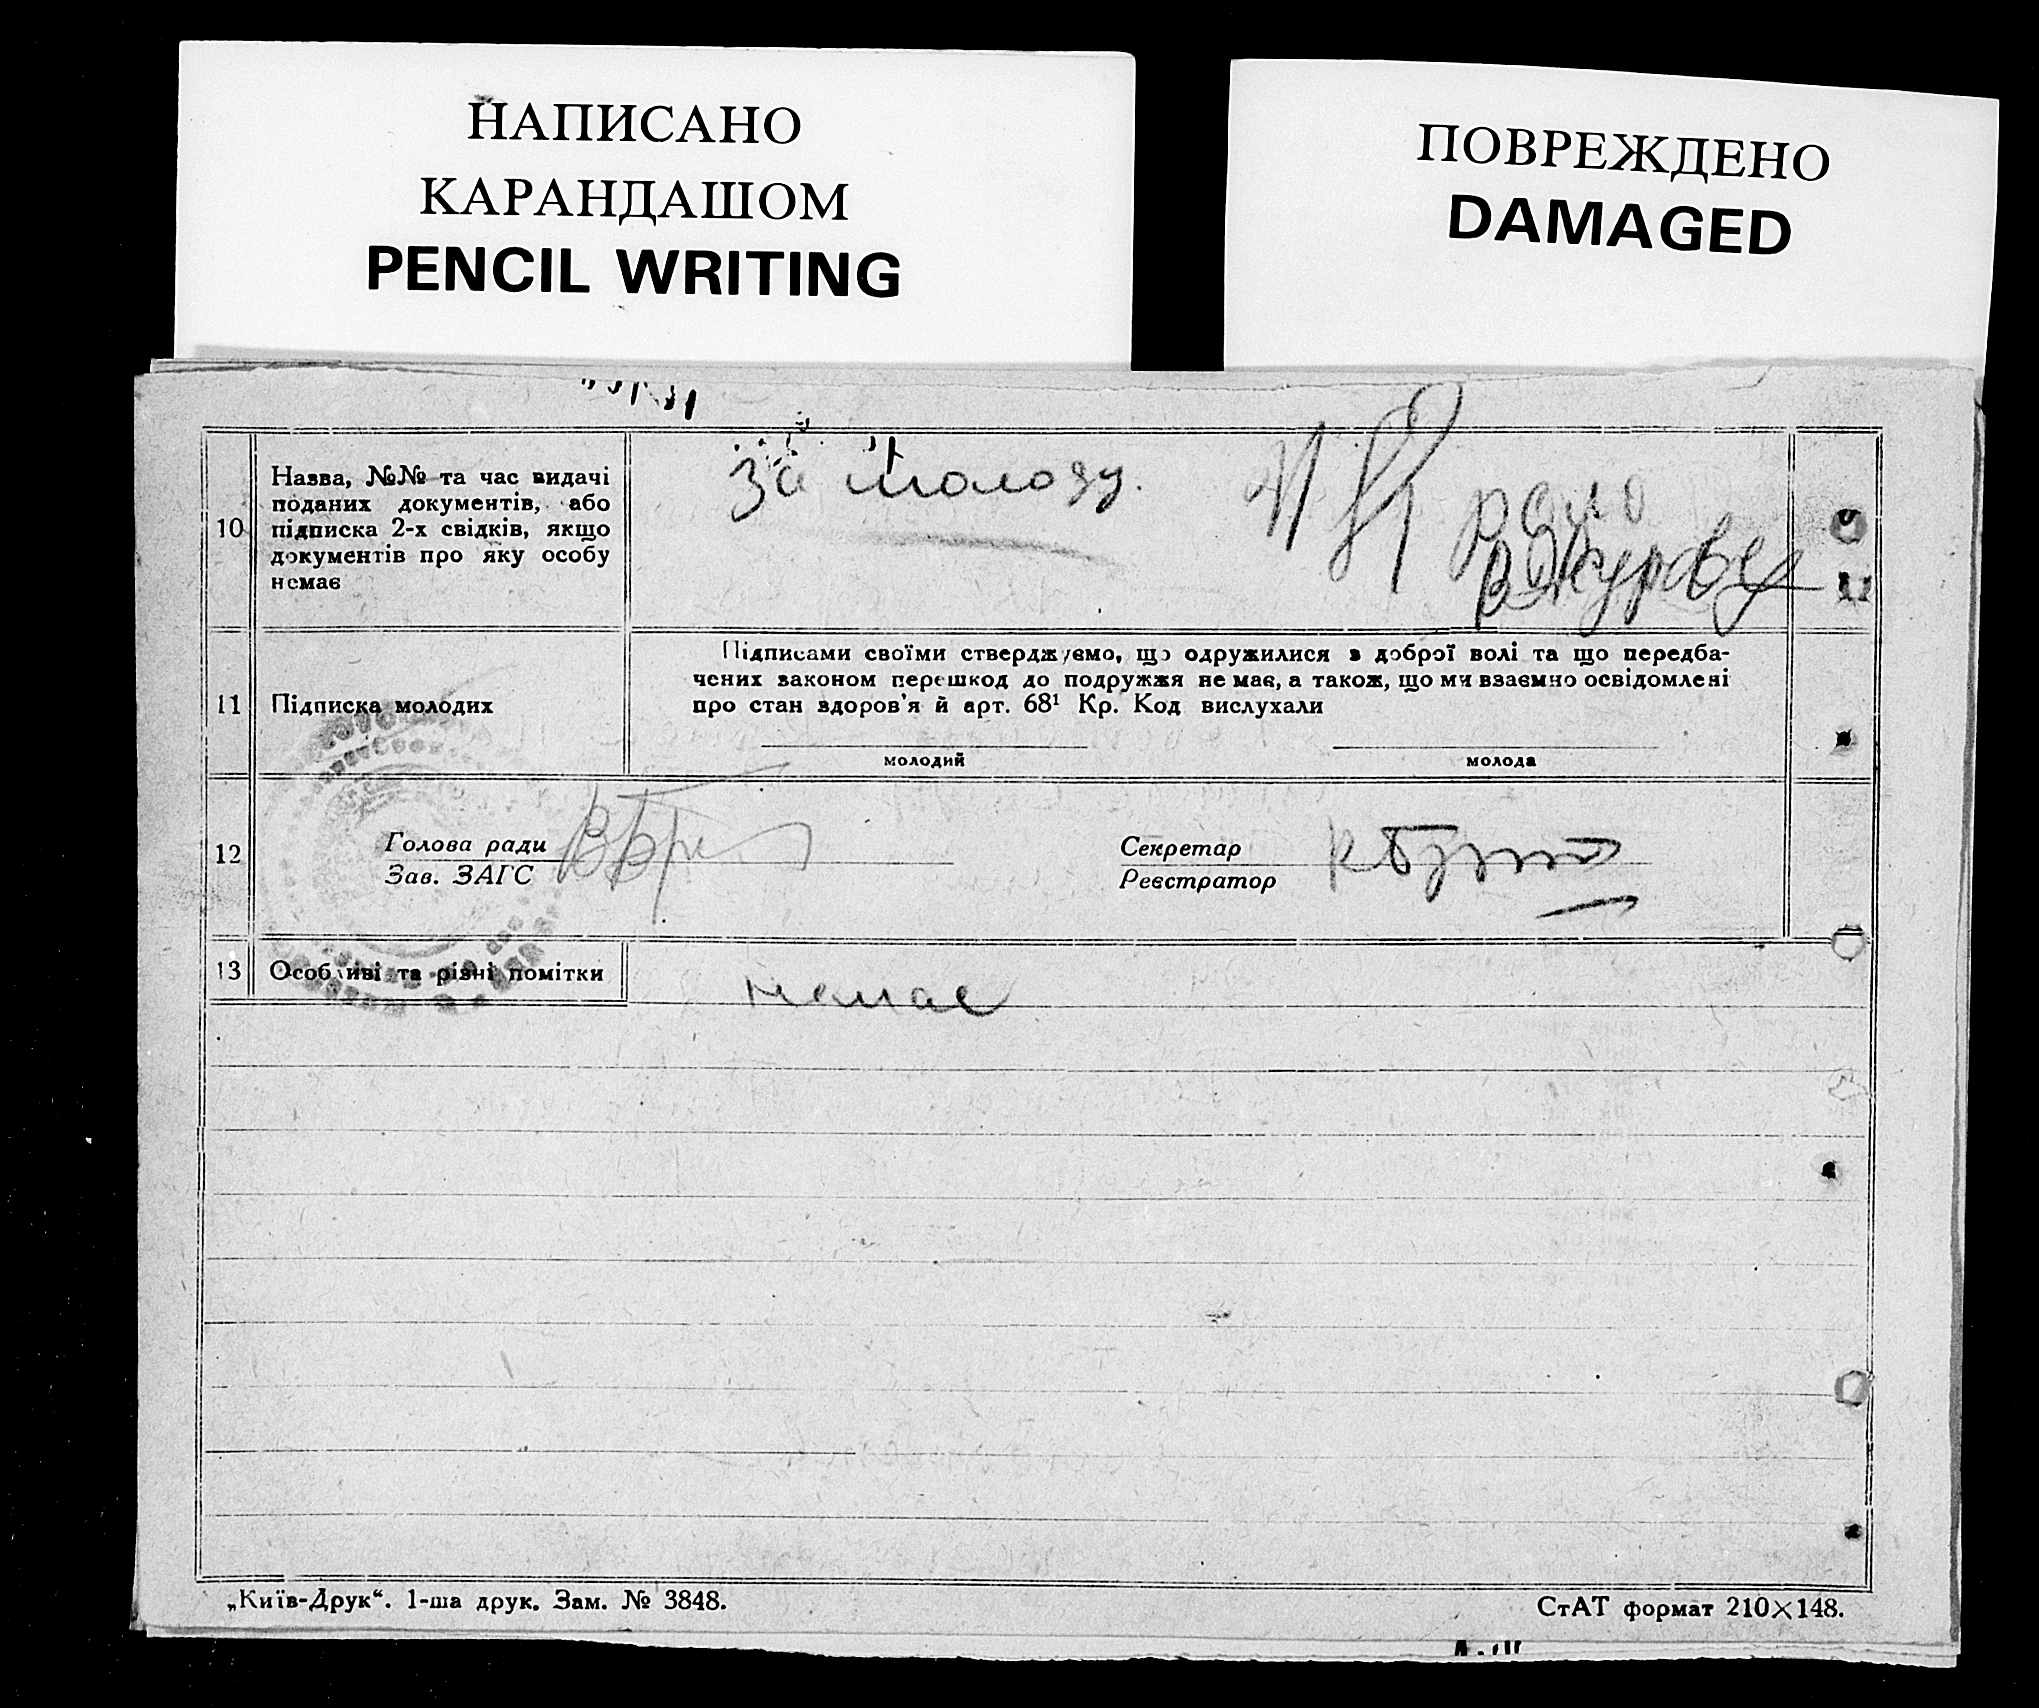 НАПИСАНО
КАРАНДАШОМ
PENCIL WRITING
ПОВРЕЖДЕНО
DAMAGED
10
Назва, №№ та час видачі
поданих документів, або
підписка 2-х свідків, якщо
документів про яку особу
немає
За молоду.
11
Підписка молодих
Підписами своїми стверджуємо, що одружилися з доброї волі та що передба-
чених законом перешкод до подружжя не має, а також, що ми взаємно освідомлені
про стан здоров'я й арт. 68¹ Кр. Код вислухали
молодий
молода
12
Голова ради
Зав. ЗАГС
Секретар
Реєстратор
13
Особливі та різні помітки
немає
„Київ-Друк“. 1-ша друк. Зам. № 3848.
СтАТ формат 210×148.